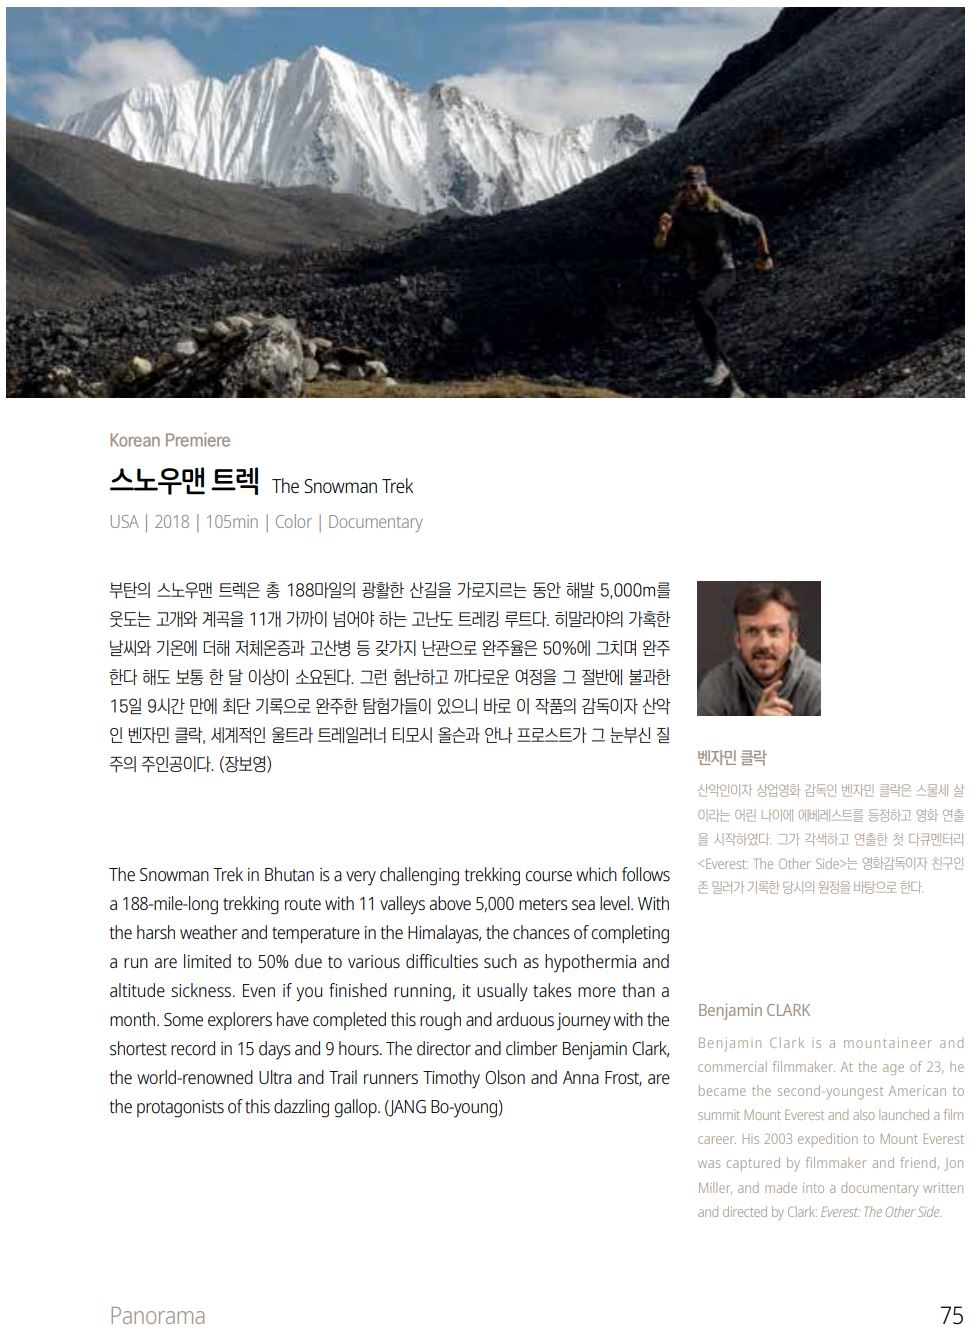 Korean Premiere
스노우맨 트렉 The Snowman Trek
USA | 2018 | 105min | Color | Documentary
부탄의 스노우맨 트렉은 총 188마일의 광활한 산길을 가로지르는 동안 해발 5,000m를
웃도는 고개와 계곡을 11개 가까이 넘어야 하는 고난도 트레킹 루트다. 히말라야의 가혹한
날씨와 기온에 더해 저체온증과 고산병 등 갖가지 난관으로 완주율은 50%에 그치며 완주
한다 해도 보통 한 달 이상이 소요된다. 그런 험난하고 까다로운 여정을 그 절반에 불과한
15일 9시간 만에 최단 기록으로 완주한 탐험가들이 있으니 바로 이 작품의 감독이자 산악
인 벤자민 클락, 세계적인 울트라 트레일러너 티모시 올슨과 안나 프로스트가 그 눈부신 질
주의 주인공이다. (장보영)
The Snowman Trek in Bhutan is a very challenging trekking course which follows
a 188-mile-long trekking route with 11 valleys above 5,000 meters sea level. With
the harsh weather and temperature in the Himalayas, the chances of completing
a run are limited to 50% due to various difficulties such as hypothermia and
altitude sickness. Even if you finished running, it usually takes more than a
month. Some explorers have completed this rough and arduous journey with the
shortest record in 15 days and 9 hours. The director and climber Benjamin Clark,
the world-renowned Ultra and Trail runners Timothy Olson and Anna Frost, are
the protagonists of this dazzling gallop. (JANG Bo-young)
벤자민 클락
산악인이자 상업영화 감독인 벤자민 클락은 스물세 살
이라는 어린 나이에 에베레스트를 등정하고 영화 연출
을 시작하였다. 그가 각색하고 연출한 첫 다큐멘터리
<Everest: The Other Side>는 영화감독이자 친구인
존 밀러가 기록한 당시의 원정을 바탕으로 한다.
Benjamin CLARK
Benjamin Clark is a mountaineer and
commercial filmmaker. At the age of 23, he
became the second-youngest American to
summit Mount Everest and also launched a film
career. His 2003 expedition to Mount Everest
was captured by filmmaker and friend, Jon
Miller, and made into a documentary written
and directed by Clark: Everest: The Other Side.
Panorama
75